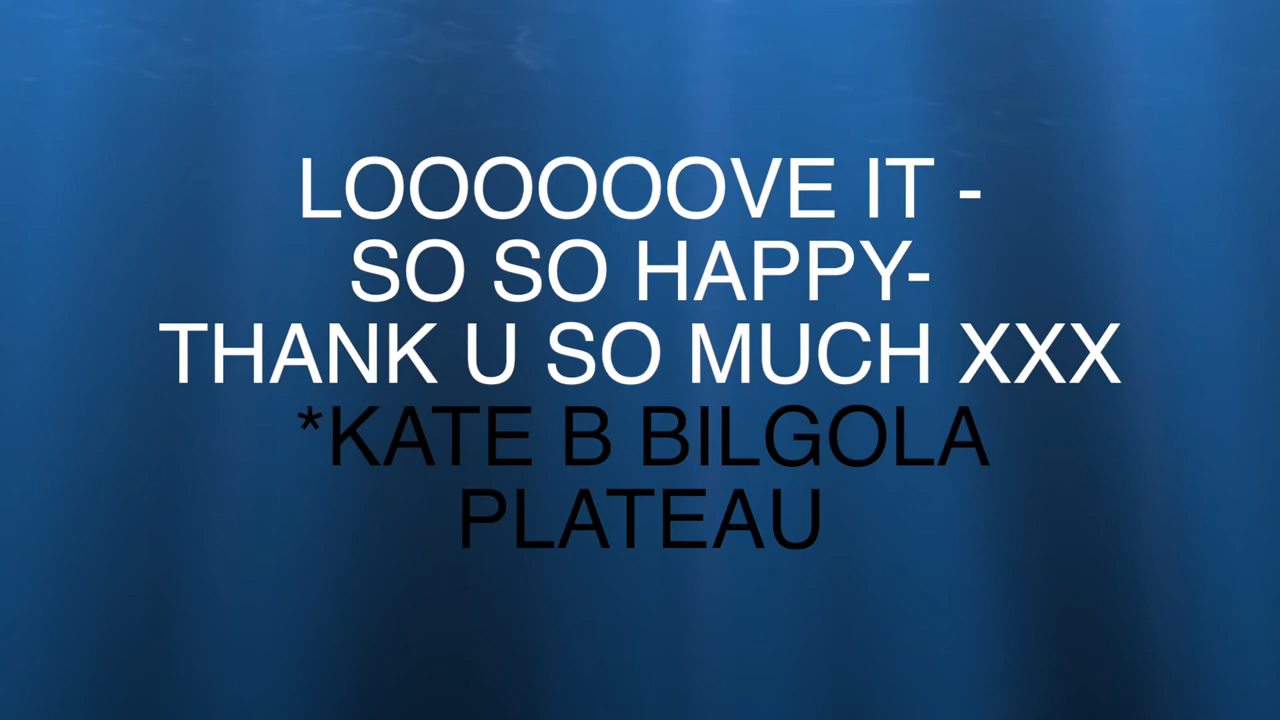 LOOOOOOVE IT -
SO SO HAPPY-
THANK U SO MUCH XXX
*KATE B BILGOLA
PLATEAU